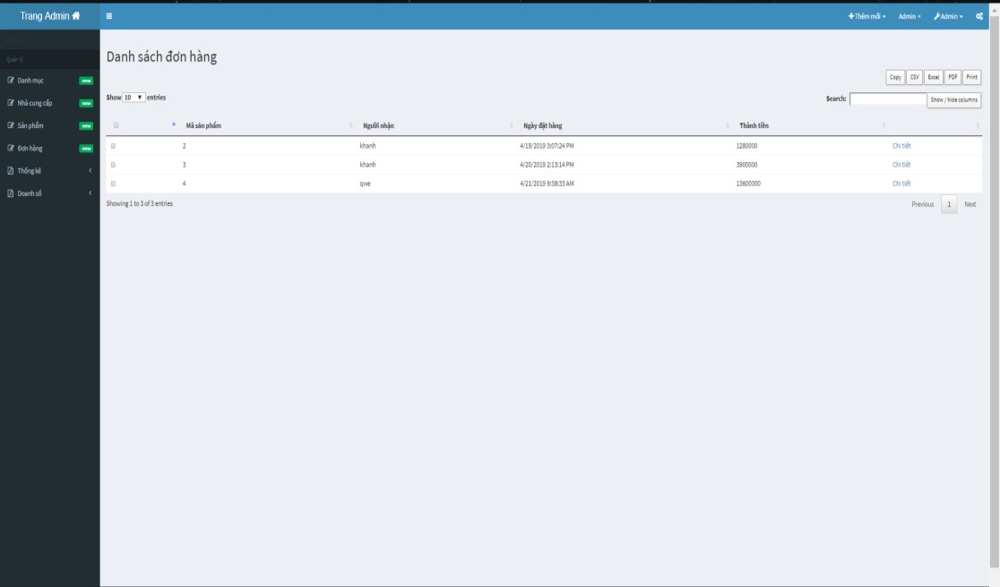 Trang Admin
Thêm mới Admin Admin
Quản lý
Danh mục new
Nhà cung cấp new
Sản phẩm new
Đơn hàng new
Thống kê
Doanh số
Danh sách đơn hàng
Copy CSV Excel PDF Print
Show 10 entries
Search: Show / hide columns
Mã sản phẩm Người nhận Ngày đặt hàng Thành tiền
2 khanh 4/19/2019 3:07:24 PM 1280000 Chi tiết
3 khanh 4/20/2019 2:13:14 PM 3900000 Chi tiết
4 qwe 4/21/2019 9:38:33 AM 13600000 Chi tiết
Showing 1 to 3 of 3 entries
Previous 1 Next